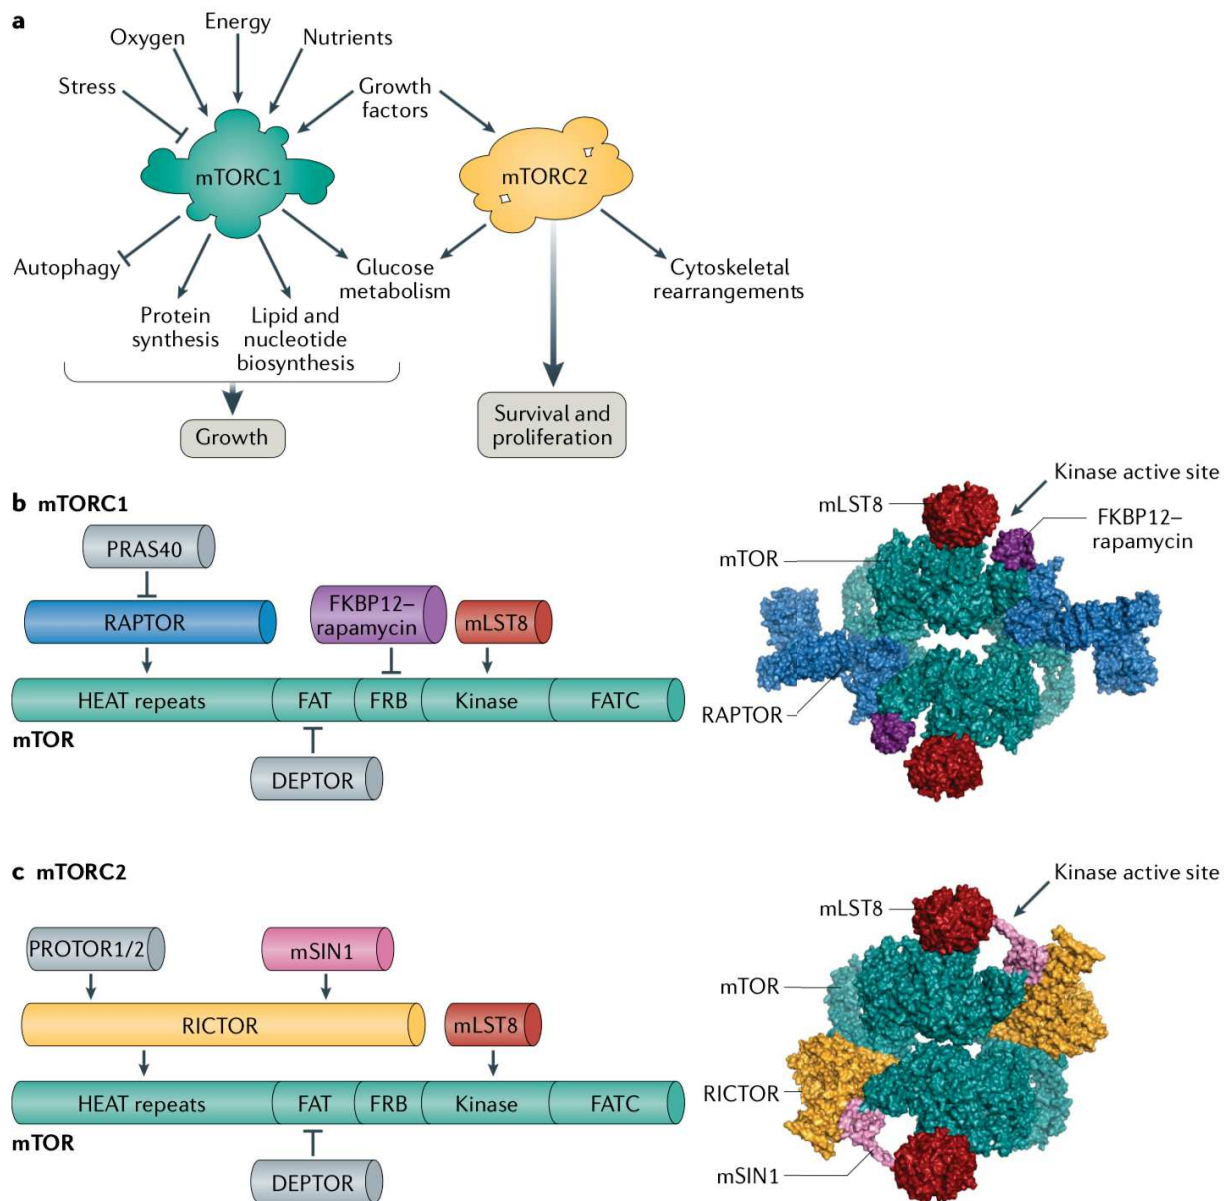 a
Energy
Oxygen
Nutrients
Stress
Growth
factors
mTORC1
mTORC2
Autophagy
Glucose
metabolism
Cytoskeletal
rearrangements
Protein
synthesis
Lipid and
nucleotide
biosynthesis
Growth
Survival and
proliferation
b mTORC1
PRAS40
RAPTOR
FKBP12–
rapamycin
mLST8
HEAT repeats
FAT
FRB
Kinase
FATC
mTOR
DEPTOR
Kinase active site
mLST8
FKBP12–
rapamycin
mTOR
RAPTOR
c mTORC2
PROTOR1/2
mSIN1
RICTOR
mLST8
HEAT repeats
FAT
FRB
Kinase
FATC
mTOR
DEPTOR
Kinase active site
mLST8
mTOR
RICTOR
mSIN1